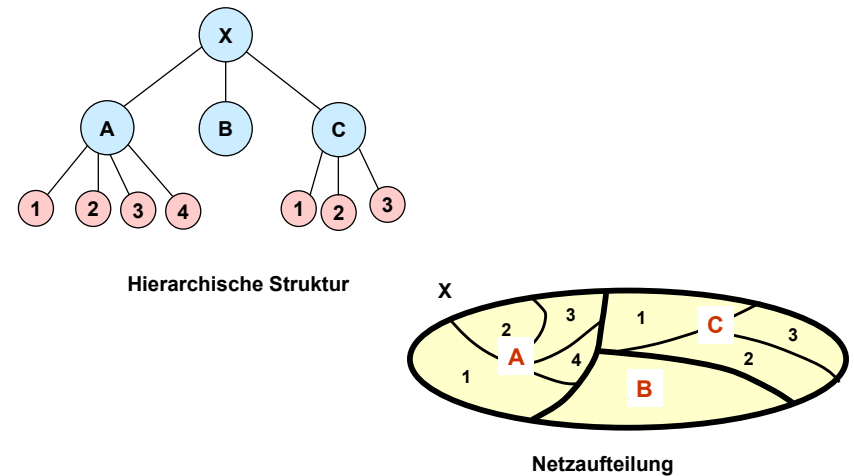 X
A B C
1 2 3 4 1 2 3
Hierarchische Struktur
X
2 3 1 C 3
A 4 2
1 B
Netzaufteilung